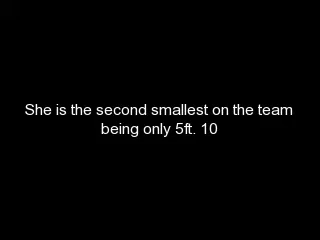 She is the second smallest on the team
being only 5ft. 10